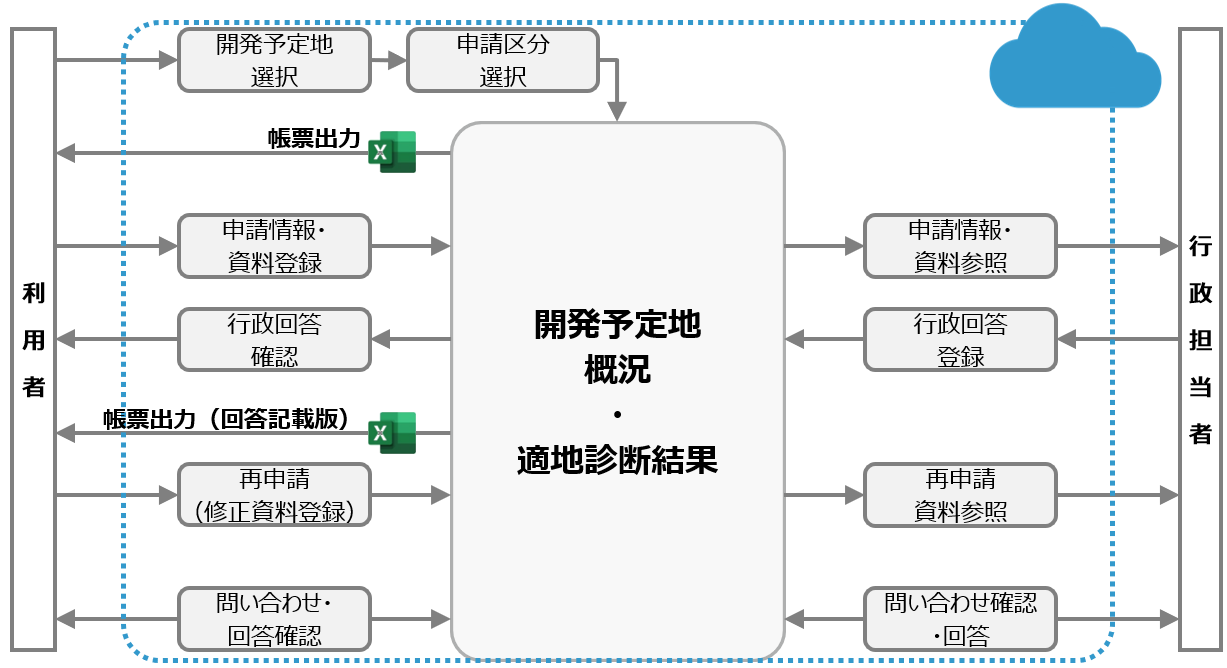 開発予定地
選択
申請区分
選択
帳票出力
X
申請情報・
資料登録
行政回答
確認
帳票出力（回答記載版）
X
再申請
（修正資料登録）
問い合わせ・
回答確認
利用者
開発予定地
概況
・
適地診断結果
申請情報・
資料参照
行政回答
登録
再申請
資料参照
問い合わせ確認
・回答
行政担当者